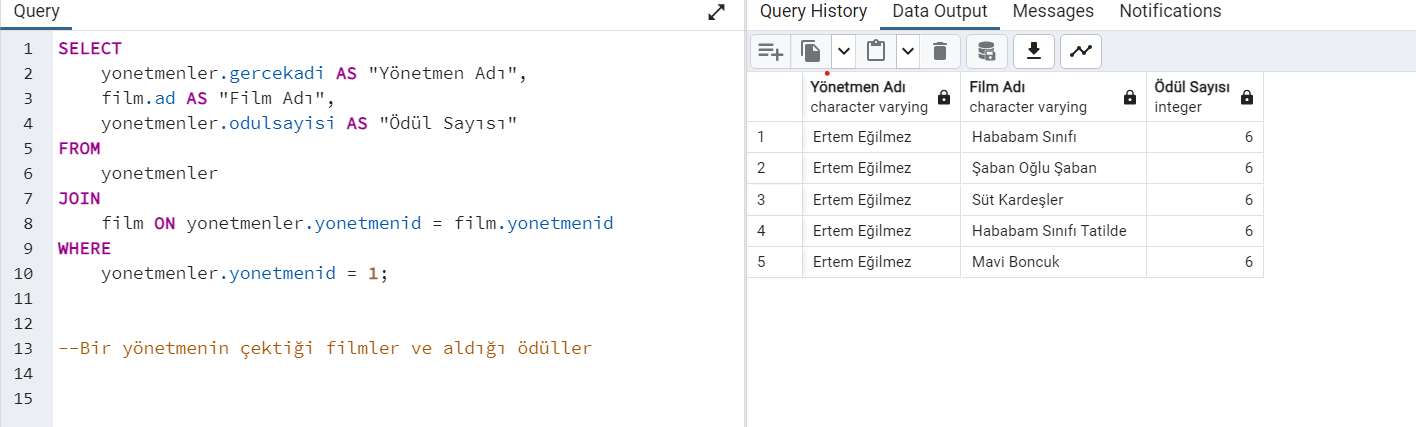 Query
1 SELECT
2 yonetmenler.gercekadi AS "Yönetmen Adı",
3 film.ad AS "Film Adı",
4 yonetmenler.odulsayisi AS "Ödül Sayısı"
5 FROM
6 yonetmenler
7 JOIN
8 film ON yonetmenler.yonetmenid = film.yonetmenid
9 WHERE
10 yonetmenler.yonetmenid = 1;
11
12
13 --Bir yönetmenin çektiği filmler ve aldığı ödüller
14
15
Query History Data Output Messages Notifications
Yönetmen Adı Film Adı Ödül Sayısı
character varying character varying integer
1 Ertem Eğilmez Hababam Sınıfı 6
2 Ertem Eğilmez Şaban Oğlu Şaban 6
3 Ertem Eğilmez Süt Kardeşler 6
4 Ertem Eğilmez Hababam Sınıfı Tatilde 6
5 Ertem Eğilmez Mavi Boncuk 6